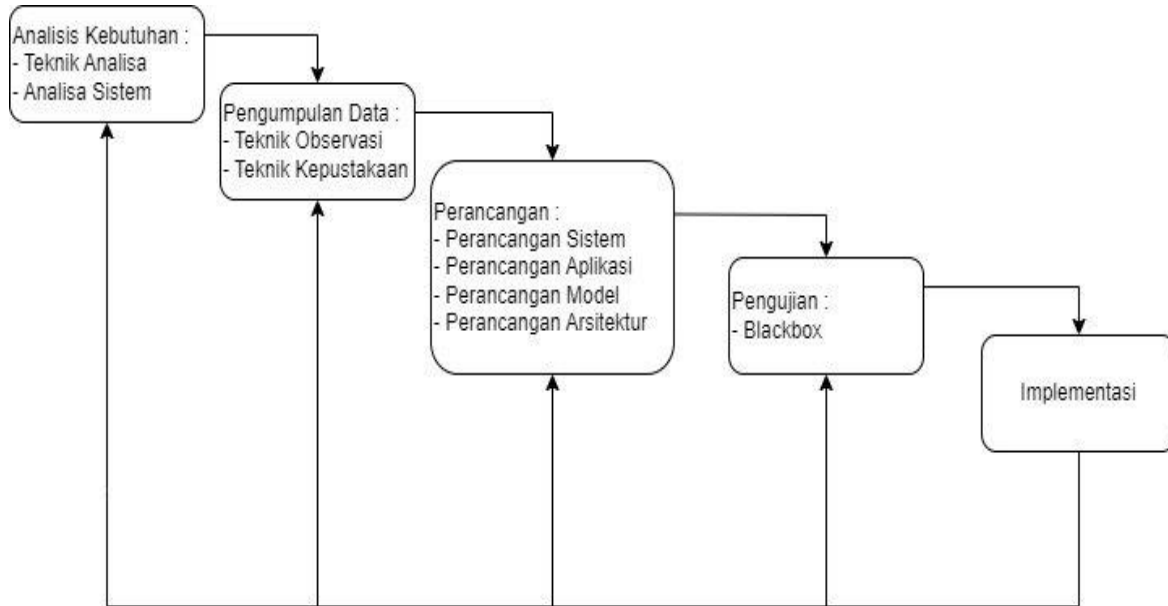 Analisis Kebutuhan :
- Teknik Analisa
- Analisa Sistem
Pengumpulan Data :
- Teknik Observasi
- Teknik Kepustakaan
Perancangan :
- Perancangan Sistem
- Perancangan Aplikasi
- Perancangan Model
- Perancangan Arsitektur
Pengujian :
- Blackbox
Implementasi